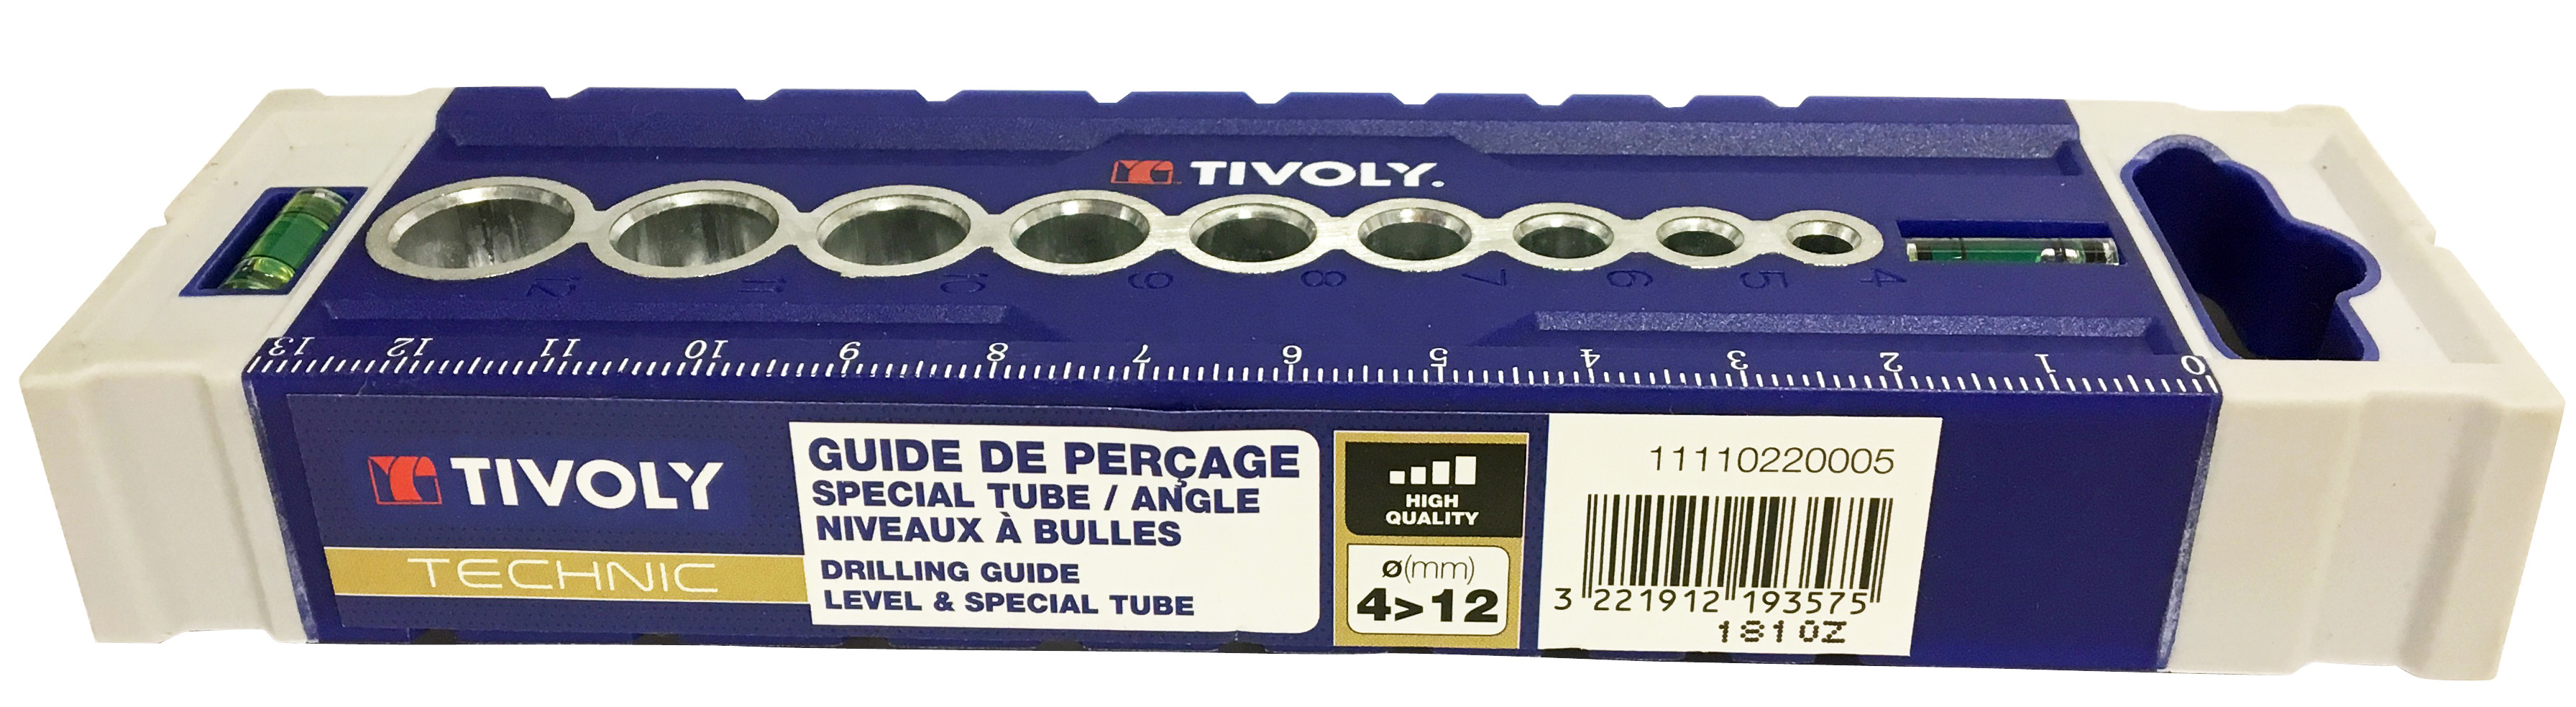 TIVOLY.
12 11 10 9 8 7 6 5 4
13 12 11 10 9 8 7 6 5 4 3 2 1 0
TIVOLY
TECHNIC
GUIDE DE PERÇAGE
SPECIAL TUBE / ANGLE
NIVEAUX À BULLES
DRILLING GUIDE
LEVEL & SPECIAL TUBE
HIGH
QUALITY
ø(mm)
4>12
11110220005
3 221912 193575
1810Z